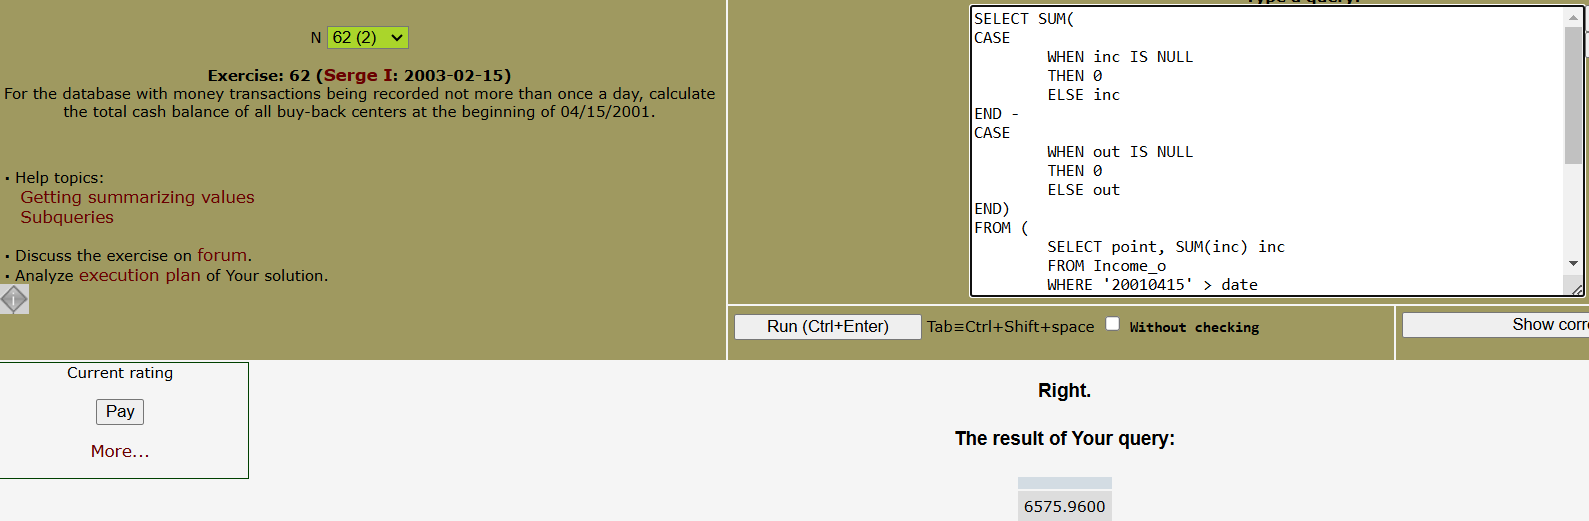 Type a query:
N 62 (2)
Exercise: 62 (Serge I: 2003-02-15)
For the database with money transactions being recorded not more than once a day, calculate
the total cash balance of all buy-back centers at the beginning of 04/15/2001.
· Help topics:
Getting summarizing values
Subqueries
· Discuss the exercise on forum.
· Analyze execution plan of Your solution.
SELECT SUM(
CASE
WHEN inc IS NULL
THEN 0
ELSE inc
END -
CASE
WHEN out IS NULL
THEN 0
ELSE out
END)
FROM (
SELECT point, SUM(inc) inc
FROM Income_o
WHERE '20010415' > date
Run (Ctrl+Enter) Tab≡Ctrl+Shift+space Without checking
Show corre
Current rating
Pay
More...
Right.
The result of Your query:
6575.9600